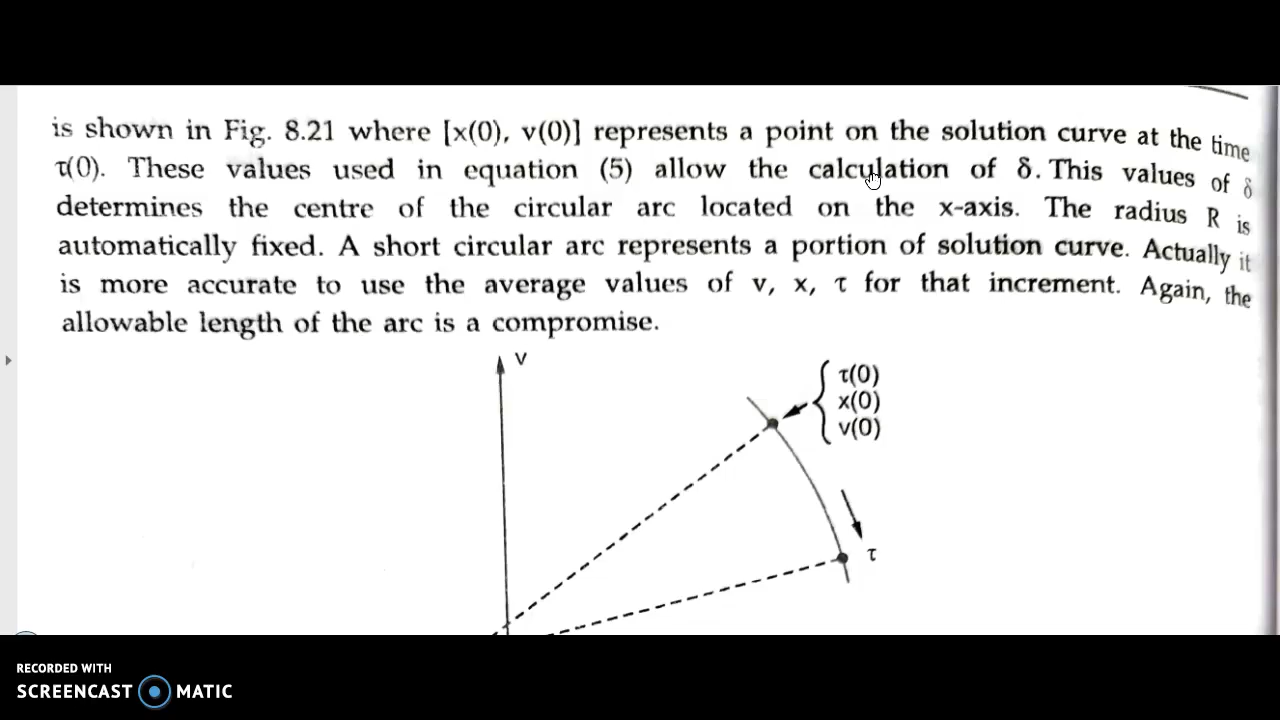 is shown in Fig. 8.21 where [x(0), v(0)] represents a point on the solution curve at the time
τ(0). These values used in equation (5) allow the calculation of δ. This values of δ
determines the centre of the circular arc located on the x-axis. The radius R is
automatically fixed. A short circular arc represents a portion of solution curve. Actually it
is more accurate to use the average values of v, x, τ for that increment. Again, the
allowable length of the arc is a compromise.
v
τ(0)
x(0)
v(0)
τ
RECORDED WITH
SCREENCAST MATIC